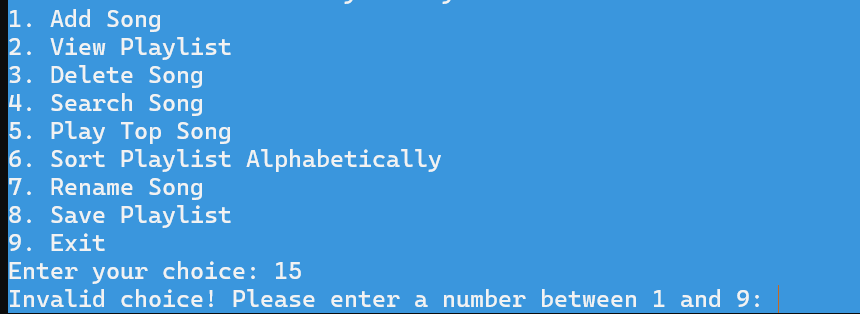 1. Add Song
2. View Playlist
3. Delete Song
4. Search Song
5. Play Top Song
6. Sort Playlist Alphabetically
7. Rename Song
8. Save Playlist
9. Exit
Enter your choice: 15
Invalid choice! Please enter a number between 1 and 9: